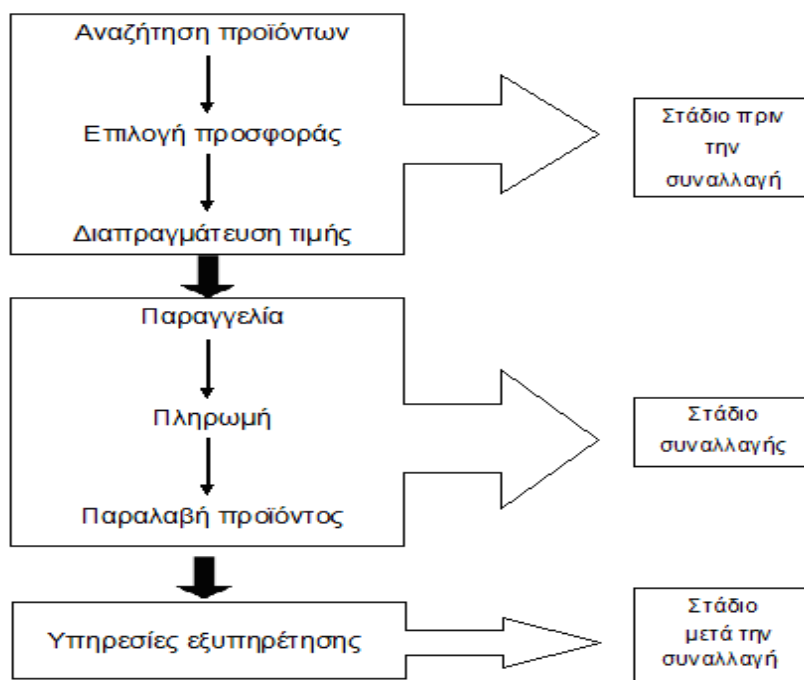 Αναζήτηση προϊόντων
Επιλογή προσφοράς
Διαπραγμάτευση τιμής
Στάδιο πριν
την
συναλλαγή
Παραγγελία
Πληρωμή
Παραλαβή προϊόντος
Στάδιο
συναλλαγής
Υπηρεσίες εξυπηρέτησης
Στάδιο
μετά την
συναλλαγή